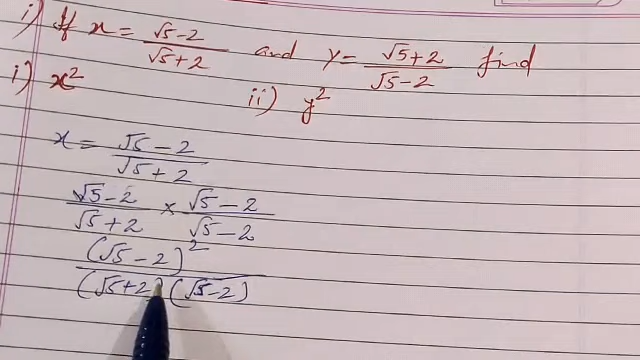 i) If x = √5-2/√5+2 and y = √5+2/√5-2 find
i) x² ii) y²
x = √5-2/√5+2
√5-2/√5+2 × √5-2/√5-2
(√5-2)²/(√5+2)(√5-2)